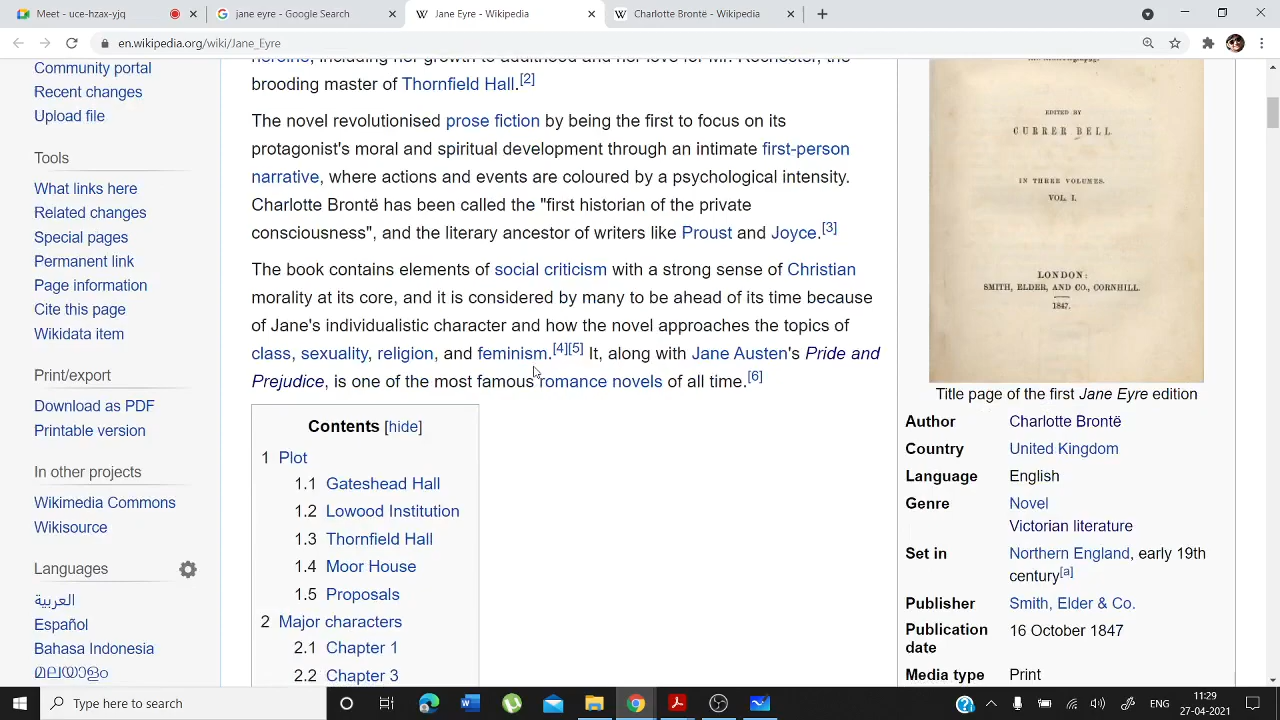 Meet - uce-hzax-yjg
jane eyre - Google Search
Jane Eyre - Wikipedia
Charlotte Brontë - Wikipedia
en.wikipedia.org/wiki/Jane_Eyre
Community portal
Recent changes
Upload file
Tools
What links here
Related changes
Special pages
Permanent link
Page information
Cite this page
Wikidata item
Print/export
Download as PDF
Printable version
In other projects
Wikimedia Commons
Wikisource
Languages
العربية
Español
Bahasa Indonesia
മലയാളം
heroine, including her growth to adulthood and her love for Mr. Rochester, the
brooding master of Thornfield Hall.[2]
The novel revolutionised prose fiction by being the first to focus on its
protagonist's moral and spiritual development through an intimate first-person
narrative, where actions and events are coloured by a psychological intensity.
Charlotte Brontë has been called the "first historian of the private
consciousness", and the literary ancestor of writers like Proust and Joyce.[3]
The book contains elements of social criticism with a strong sense of Christian
morality at its core, and it is considered by many to be ahead of its time because
of Jane's individualistic character and how the novel approaches the topics of
class, sexuality, religion, and feminism.[4][5] It, along with Jane Austen's Pride and
Prejudice, is one of the most famous romance novels of all time.[6]
Contents [hide]
1 Plot
1.1 Gateshead Hall
1.2 Lowood Institution
1.3 Thornfield Hall
1.4 Moor House
1.5 Proposals
2 Major characters
2.1 Chapter 1
2.2 Chapter 3
EDITED BY
CURRER BELL.
IN THREE VOLUMES.
VOL. I.
LONDON:
SMITH, ELDER, AND CO., CORNHILL.
1847.
Title page of the first Jane Eyre edition
Author Charlotte Brontë
Country United Kingdom
Language English
Genre Novel
Victorian literature
Set in Northern England, early 19th
century[a]
Publisher Smith, Elder & Co.
Publication date 16 October 1847
Media type Print
Type here to search
ENG
11:29
27-04-2021